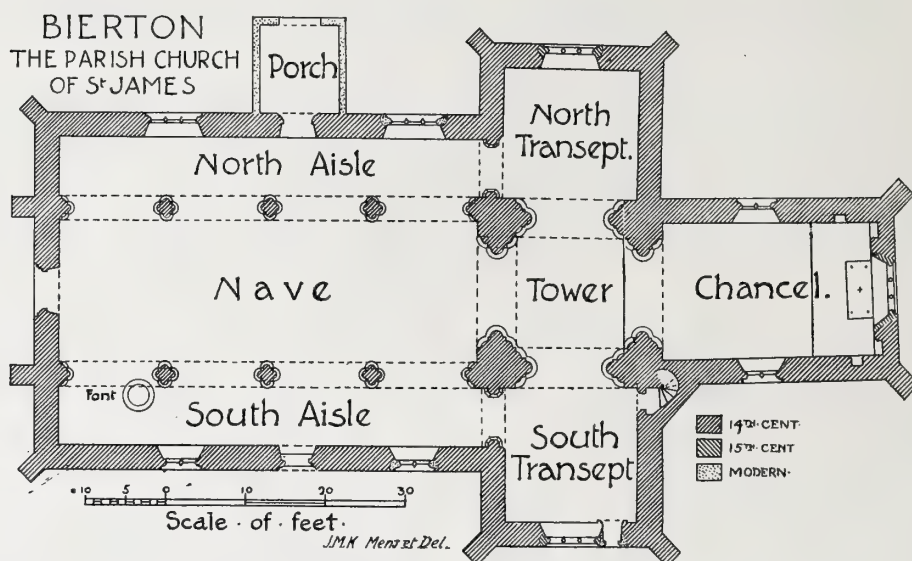 BIERTON
THE PARISH CHURCH
OF St JAMES
Porch
North
Transept.
North Aisle
Nave
TOWER
Chancel.
Font
South Aisle
South
Transept
14TH·CENT·
15TH·CENT
MODERN·
10 5 0 10 20 30
Scale · of · feet ·
J.M.K Mens et Del.